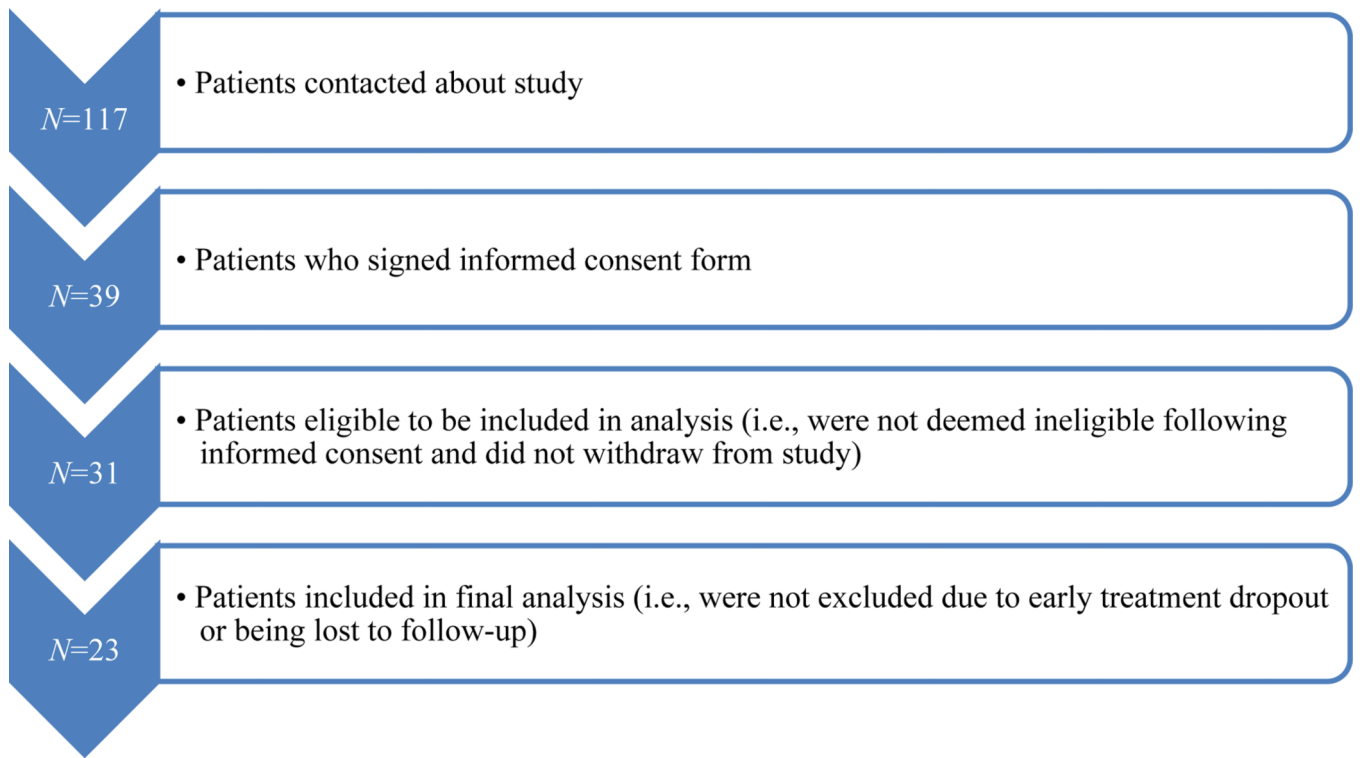 N=117
• Patients contacted about study
N=39
• Patients who signed informed consent form
N=31
• Patients eligible to be included in analysis (i.e., were not deemed ineligible following
informed consent and did not withdraw from study)
N=23
• Patients included in final analysis (i.e., were not excluded due to early treatment dropout
or being lost to follow-up)